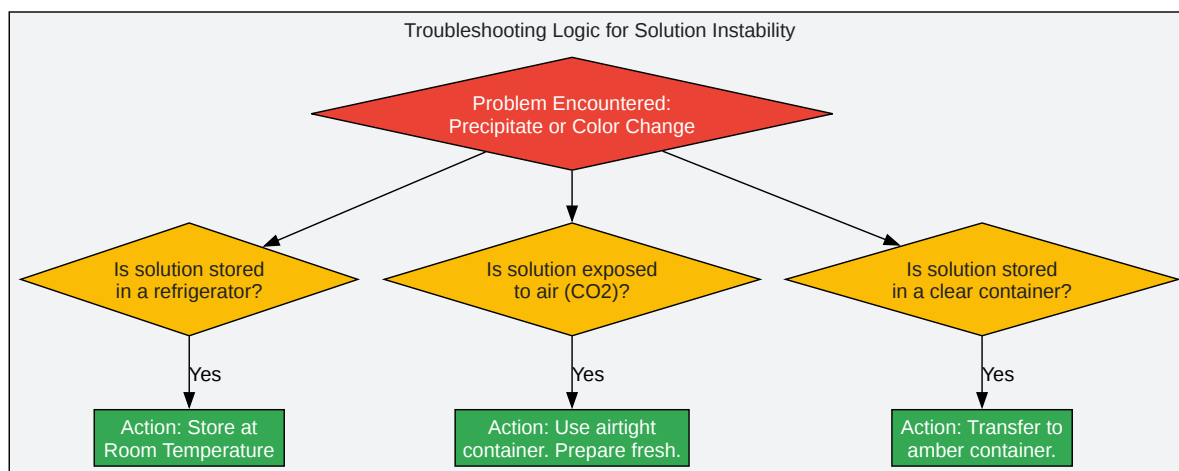 Troubleshooting Logic for Solution Instability
Problem Encountered:
Precipitate or Color Change
Is solution stored
in a refrigerator?
Is solution exposed
to air (CO2)?
Is solution stored
in a clear container?
Yes
Yes
Yes
Action: Store at
Room Temperature
Action: Use airtight
container. Prepare fresh.
Action: Transfer to
amber container.